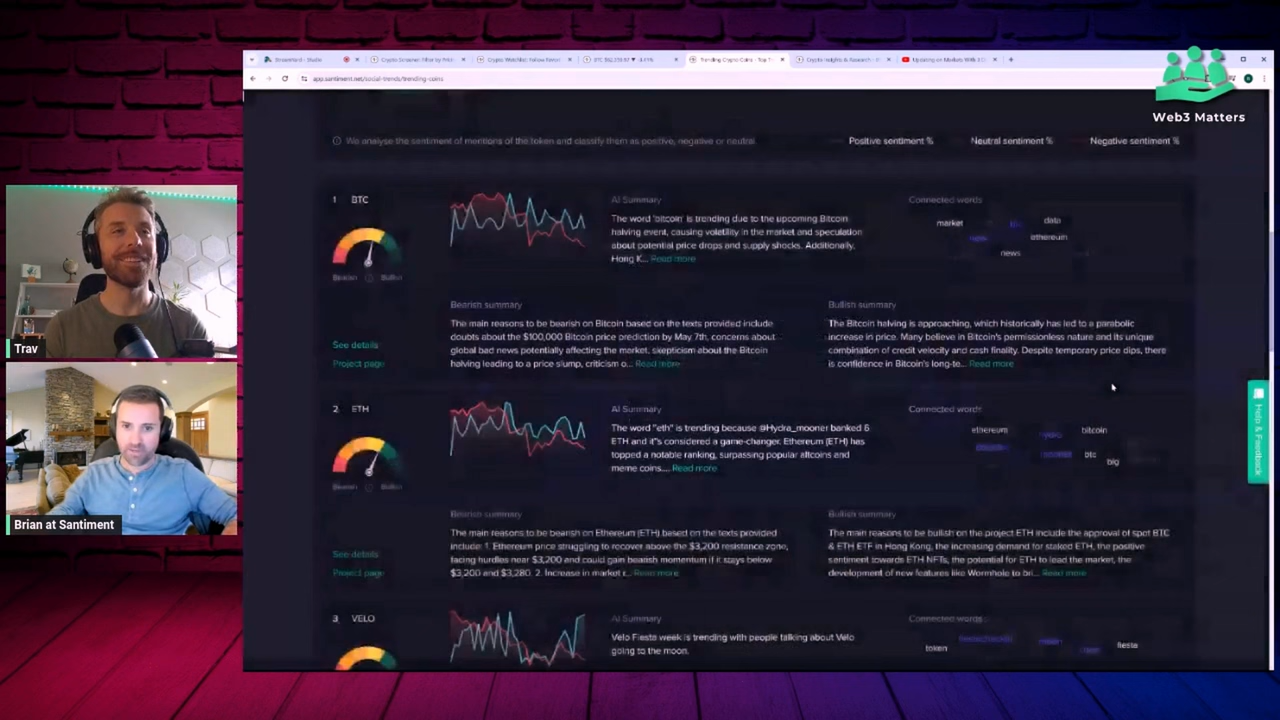 app.santiment.net/social-trends/trending-coins
Web3 Matters
We analyse the sentiment of mentions of the token and classify them as positive, negative or neutral.
Positive sentiment %
Neutral sentiment %
Negative sentiment %
1 BTC
AI Summary
The word 'bitcoin' is trending due to the upcoming Bitcoin
halving event, causing volatility in the market and speculation
about potential price drops and supply shocks. Additionally,
Hong K... Read more
Connected words
market
data
ethereum
news
Bearish
Bullish
Bearish summary
The main reasons to be bearish on Bitcoin based on the texts provided include
doubts about the $100,000 Bitcoin price prediction by May 7th, concerns about
global bad news potentially affecting the market, skepticism about the Bitcoin
halving leading to a price slump, criticism o... Read more
Bullish summary
The Bitcoin halving is approaching, which historically has led to a parabolic
increase in price. Many believe in Bitcoin's permissionless nature and its unique
combination of credit velocity and cash finality. Despite temporary price dips, there
is confidence in Bitcoin's long-te... Read more
See details
Project page
2 ETH
AI Summary
The word "eth" is trending because @Hydra_mooner banked 6
ETH and it"s considered a game-changer. Ethereum (ETH) has
topped a notable ranking, surpassing popular altcoins and
meme coins.... Read more
Connected words
ethereum
bitcoin
btc
big
Bearish
Bullish
Bearish summary
The main reasons to be bearish on Ethereum (ETH) based on the texts provided
include: 1. Ethereum price struggling to recover above the $3,200 resistance zone,
facing hurdles near $3,200 and could gain bearish momentum if it stays below
$3,200 and $3,280. 2. Increase in market r... Read more
Bullish summary
The main reasons to be bullish on the project ETH include the approval of spot BTC
& ETH ETF in Hong Kong, the increasing demand for staked ETH, the positive
sentiment towards ETH NFTs, the potential for ETH to lead the market, the
development of new features like Wormhole to bri... Read more
See details
Project page
3 VELO
AI Summary
Velo Fiesta week is trending with people talking about Velo
going to the moon.
Connected words
token
fiesta
Help & Feedback
Trav
Brian at Santiment